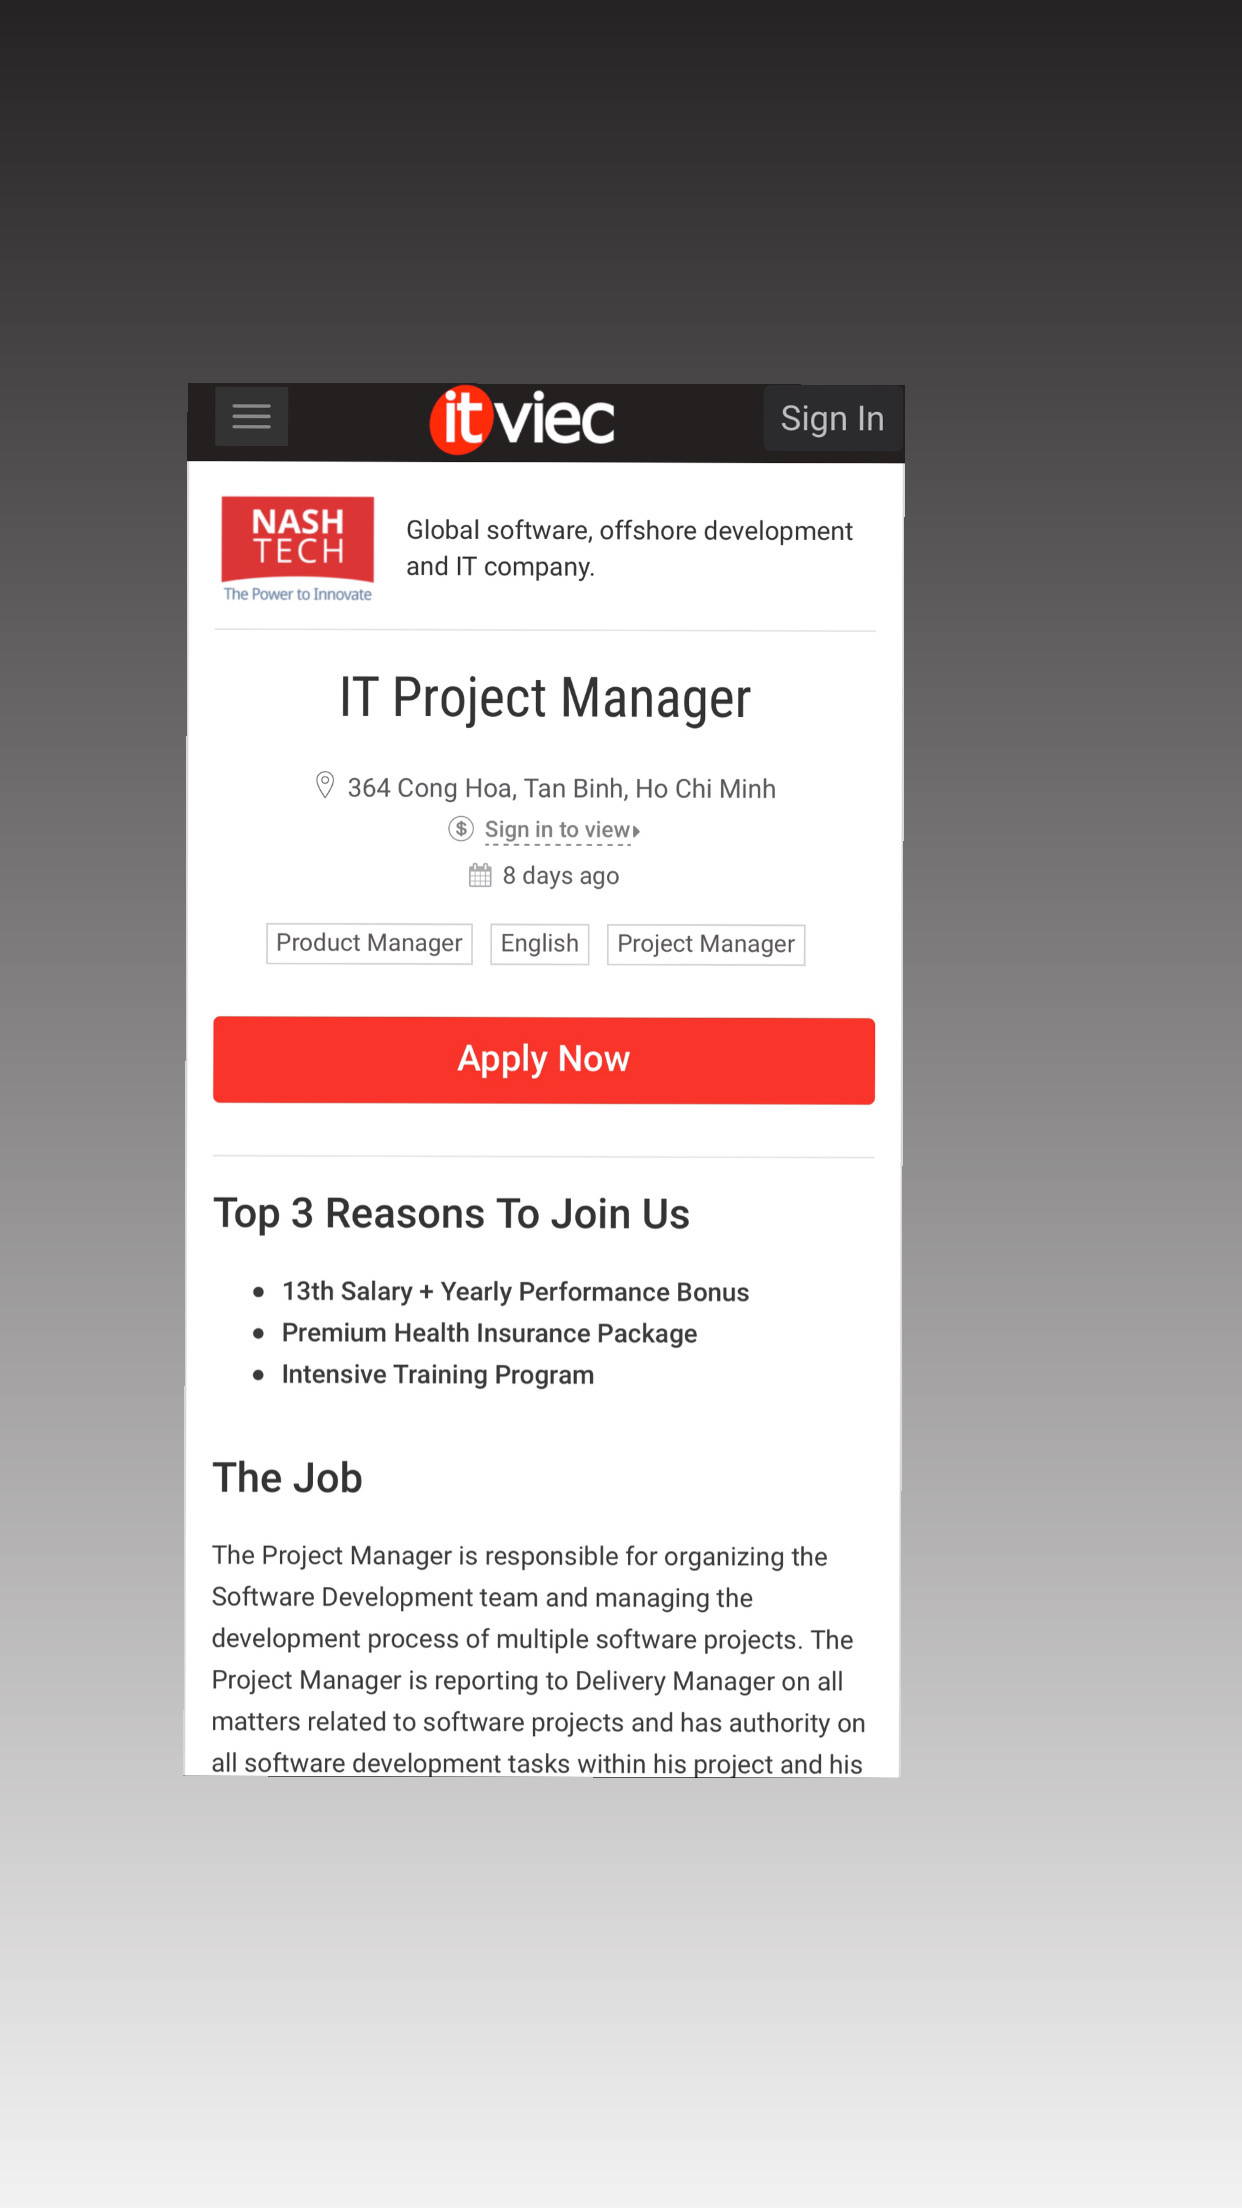 itviec
Sign In
NASH
TECH
The Power to Innovate
Global software, offshore development
and IT company.
IT Project Manager
364 Cong Hoa, Tan Binh, Ho Chi Minh
Sign in to view
8 days ago
Product Manager English Project Manager
Apply Now
Top 3 Reasons To Join Us
• 13th Salary + Yearly Performance Bonus
• Premium Health Insurance Package
• Intensive Training Program
The Job
The Project Manager is responsible for organizing the
Software Development team and managing the
development process of multiple software projects. The
Project Manager is reporting to Delivery Manager on all
matters related to software projects and has authority on
all software development tasks within his project and his